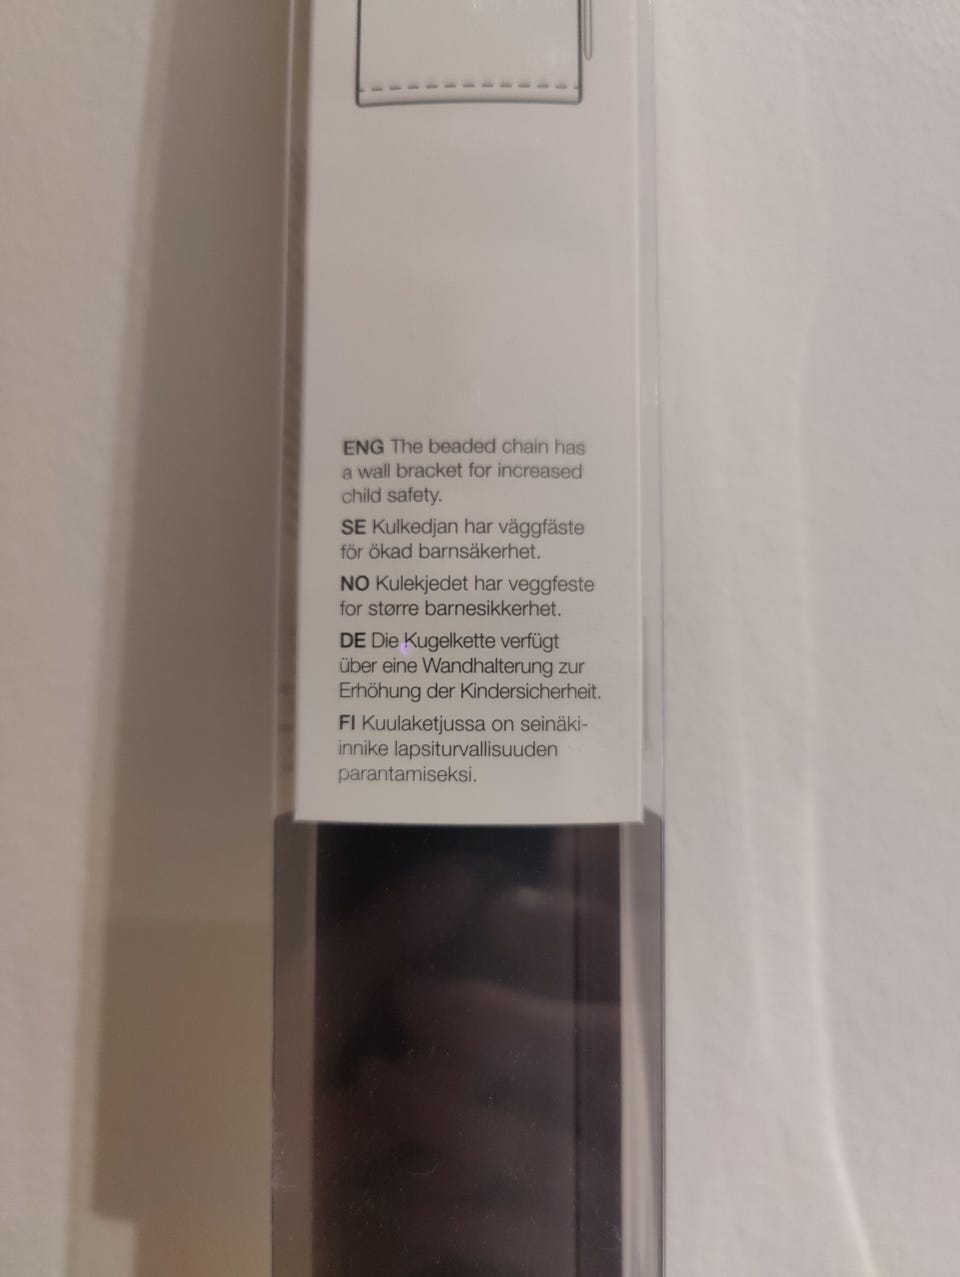 ENG The beaded chain has
a wall bracket for increased
child safety.
SE Kulkedjan har väggfäste
för ökad barnsäkerhet.
NO Kulekjedet har veggfeste
for større barnesikkerhet.
DE Die Kugelkette verfügt
über eine Wandhalterung zur
Erhöhung der Kindersicherheit.
FI Kuulaketjussa on seinäki-
innike lapsiturvallisuuden
parantamiseksi.